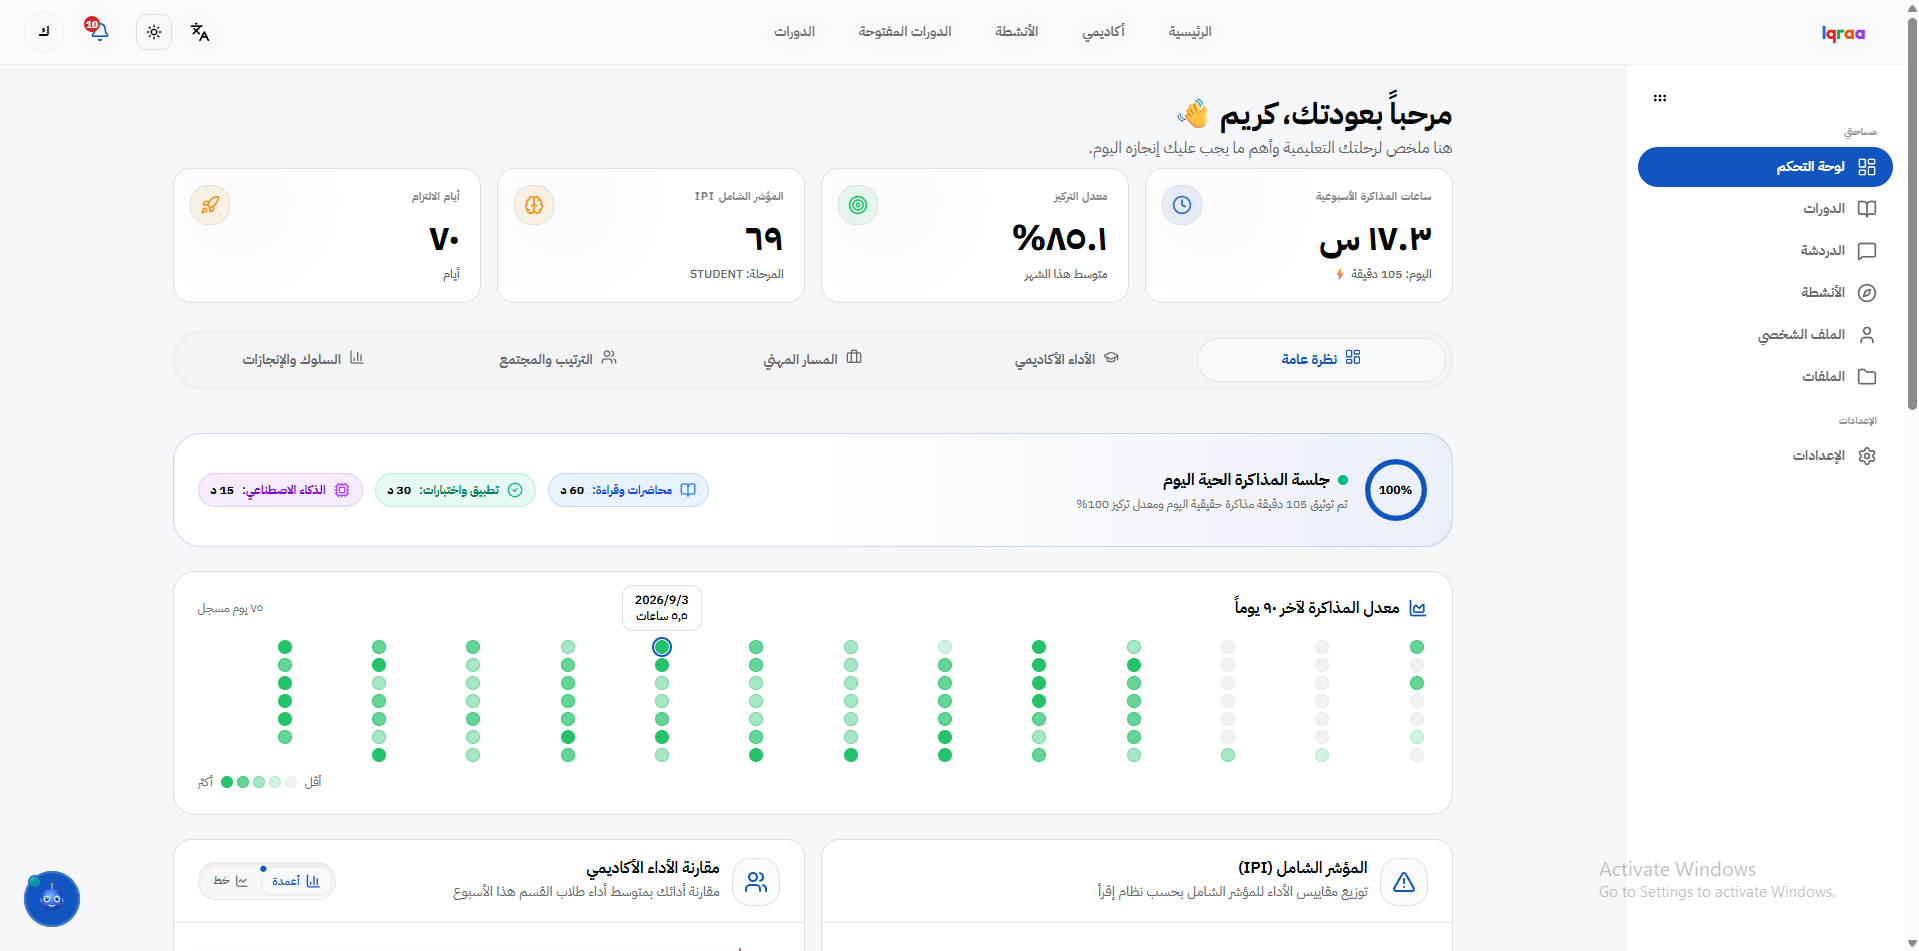 Iqraa
الرئيسية
أكاديمي
الأنشطة
الدورات المفتوحة
الدورات
10
ك
مساحتي
لوحة التحكم
الدورات
الدردشة
الأنشطة
الملف الشخصي
الملفات
الإعدادات
الإعدادات
مرحباً بعودتك، كريم 👋
هنا ملخص لرحلتك التعليمية وأهم ما يجب عليك إنجازه اليوم.
ساعات المذاكرة الأسبوعية
١٧.٣ س
اليوم: 105 دقيقة
معدل التركيز
٨٥.١%
متوسط هذا الشهر
المؤشر الشامل IPI
٦٩
المرحلة: STUDENT
أيام الالتزام
٧٠
أيام
نظرة عامة
الأداء الأكاديمي
المسار المهني
الترتيب والمجتمع
السلوك والإنجازات
100%
جلسة المذاكرة الحية اليوم
تم توثيق 105 دقيقة مذاكرة حقيقية اليوم ومعدل تركيز 100%
محاضرات وقراءة: 60 د
تطبيق واختبارات: 30 د
الذكاء الاصطناعي: 15 د
معدل المذاكرة لآخر ٩٠ يوماً
2026/9/3
٥,٥ ساعات
٧٥ يوم مسجل
أقل
أكثر
المؤشر الشامل (IPI)
توزيع مقاييس الأداء للمؤشر الشامل بحسب نظام إقرأ
مقارنة الأداء الأكاديمي
مقارنة أدائك بمتوسط أداء طلاب القسم هذا الأسبوع
أعمدة
خط
Activate Windows
Go to Settings to activate Windows.